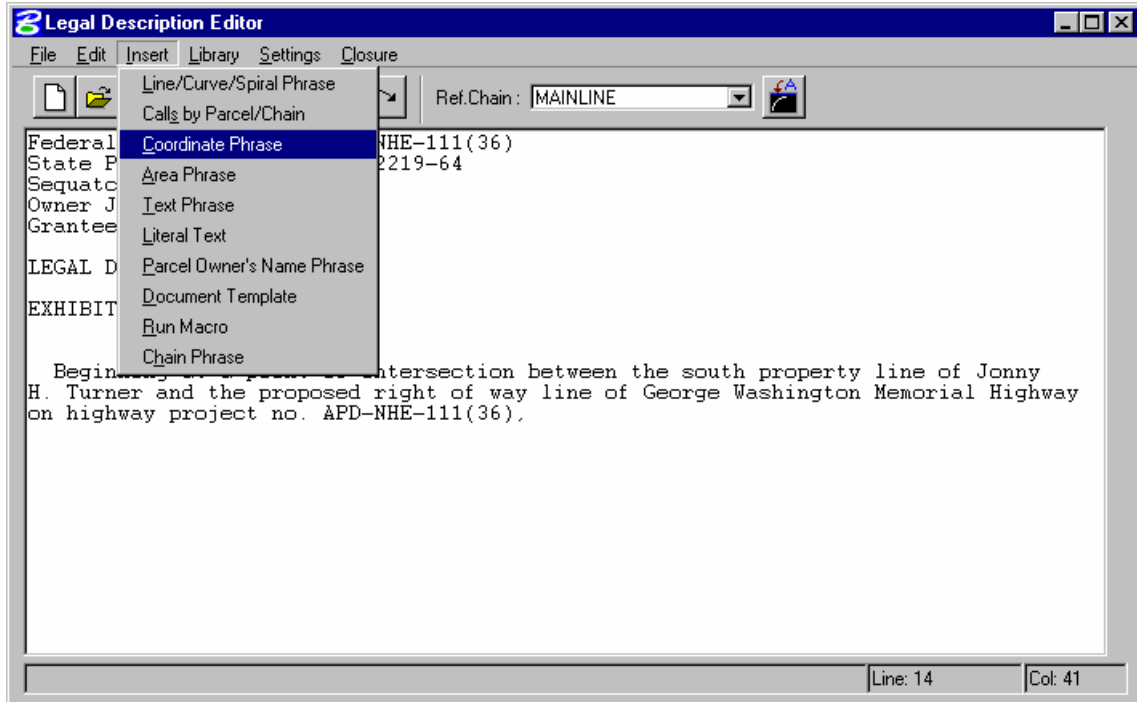 Legal Description Editor
File Edit Insert Library Settings Closure
Ref.Chain : MAINLINE
Line/Curve/Spiral Phrase
Calls by Parcel/Chain
Coordinate Phrase
Area Phrase
Text Phrase
Literal Text
Parcel Owner's Name Phrase
Document Template
Run Macro
Chain Phrase
Federal NHE-111(36)
State P 2219-64
Sequatc
Owner J
Grantee
LEGAL D
EXHIBIT
Beginning at a point of intersection between the south property line of Jonny
H. Turner and the proposed right of way line of George Washington Memorial Highway
on highway project no. APD-NHE-111(36),
Line: 14 Col: 41